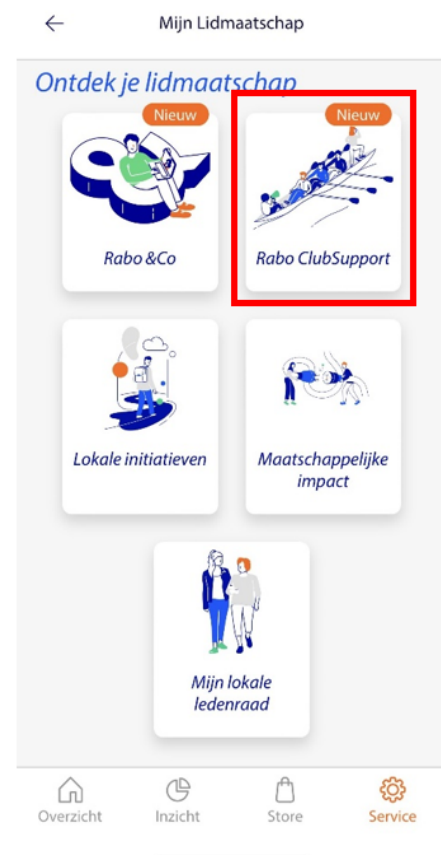 Mijn Lidmaatschap
Ontdek je lidmaatschap
Nieuw
Nieuw
Rabo &Co
Rabo ClubSupport
Lokale initiatieven
Maatschappelijke
impact
Mijn lokale
ledenraad
Overzicht
Inzicht
Store
Service